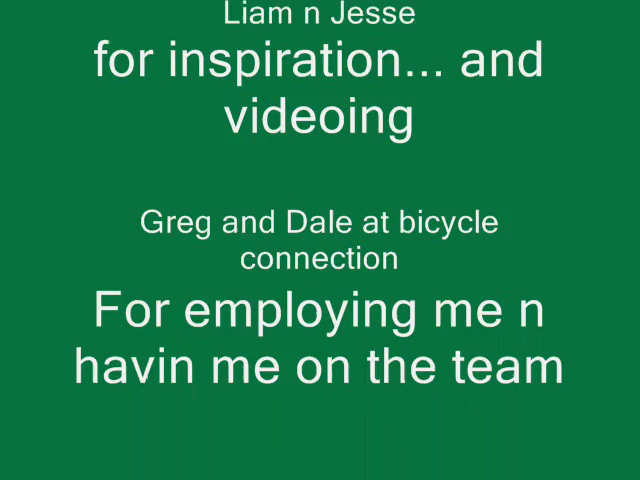 Liam n Jesse
for inspiration... and
videoing
Greg and Dale at bicycle
connection
For employing me n
havin me on the team